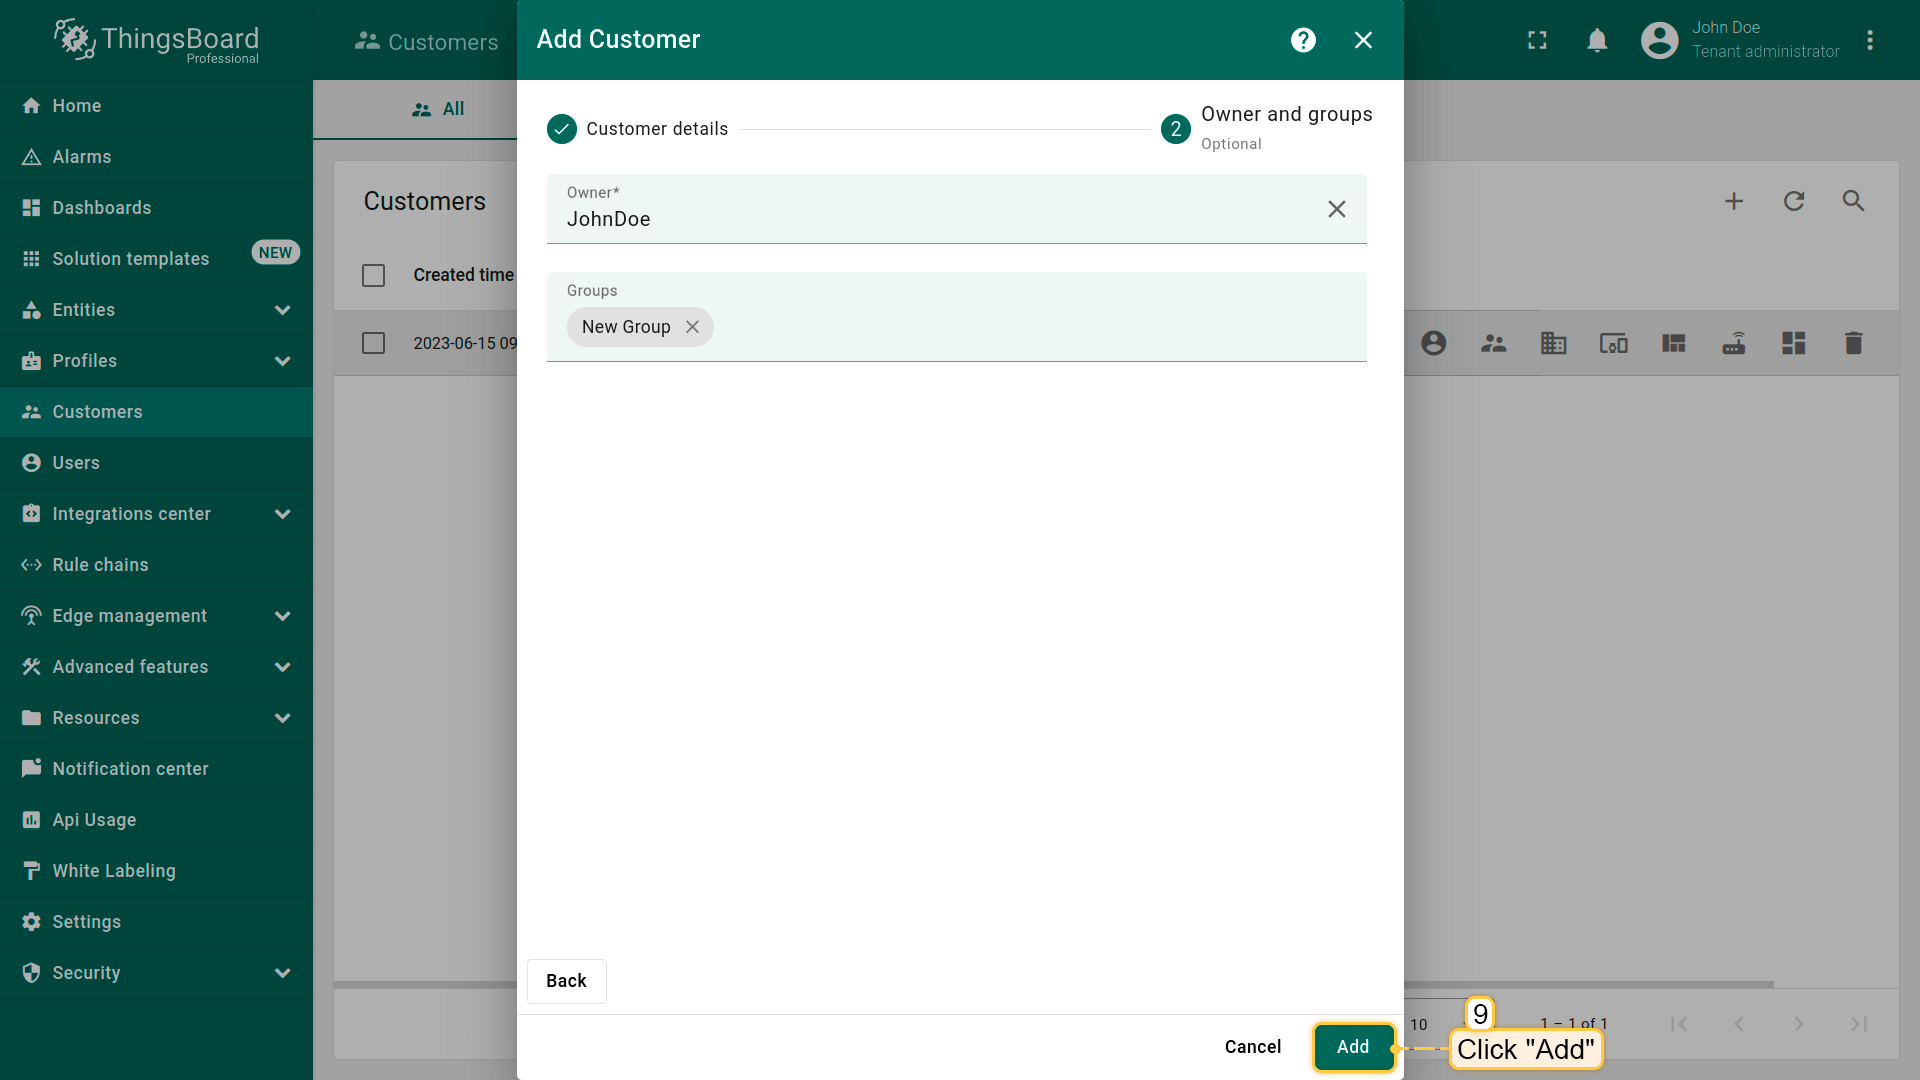 ThingsBoard
Professional
Customers
Add Customer
John Doe
Tenant administrator
Home
Alarms
Dashboards
Solution templates
NEW
Entities
Profiles
Customers
Users
Integrations center
Rule chains
Edge management
Advanced features
Resources
Notification center
Api Usage
White Labeling
Settings
Security
All
Customers
Created time
2023-06-15 09
Customer details
2
Owner and groups
Optional
Owner*
JohnDoe
Groups
New Group
Back
Cancel
Add
10
1 – 1 of 1
9
Click "Add"